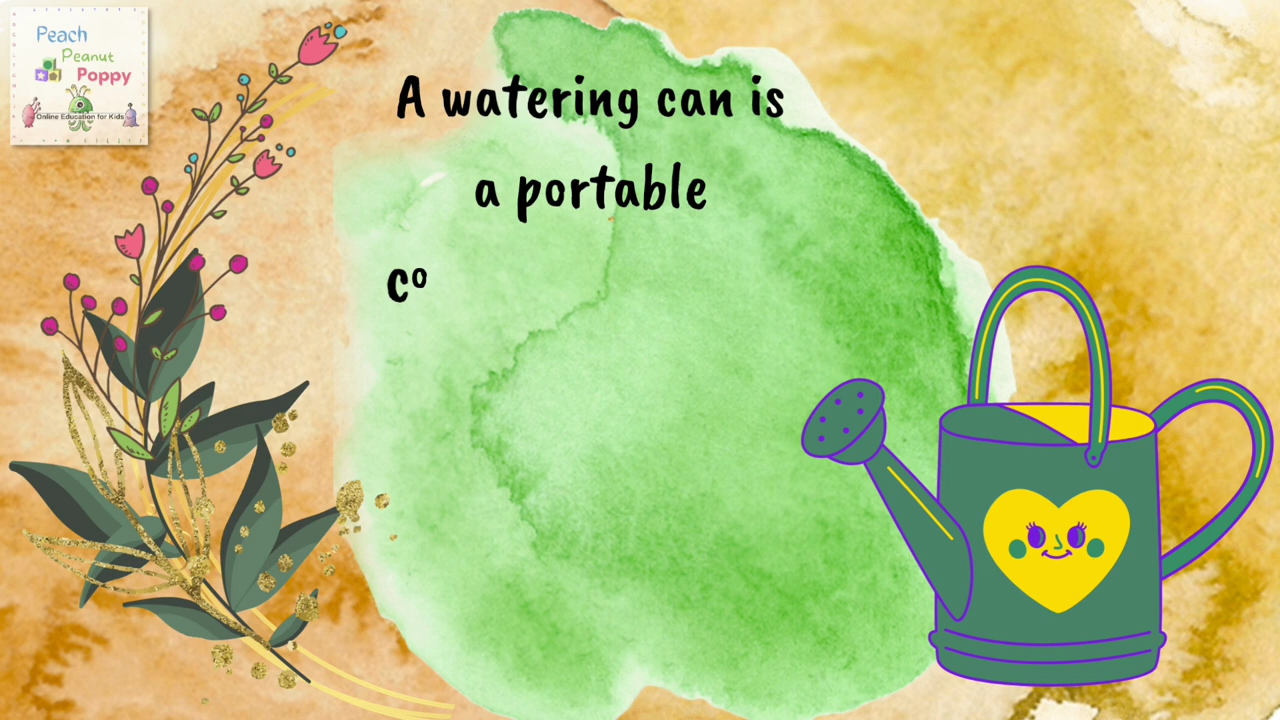 Peach
Peanut
Poppy
Online Education for Kids
A watering can is
a portable
co